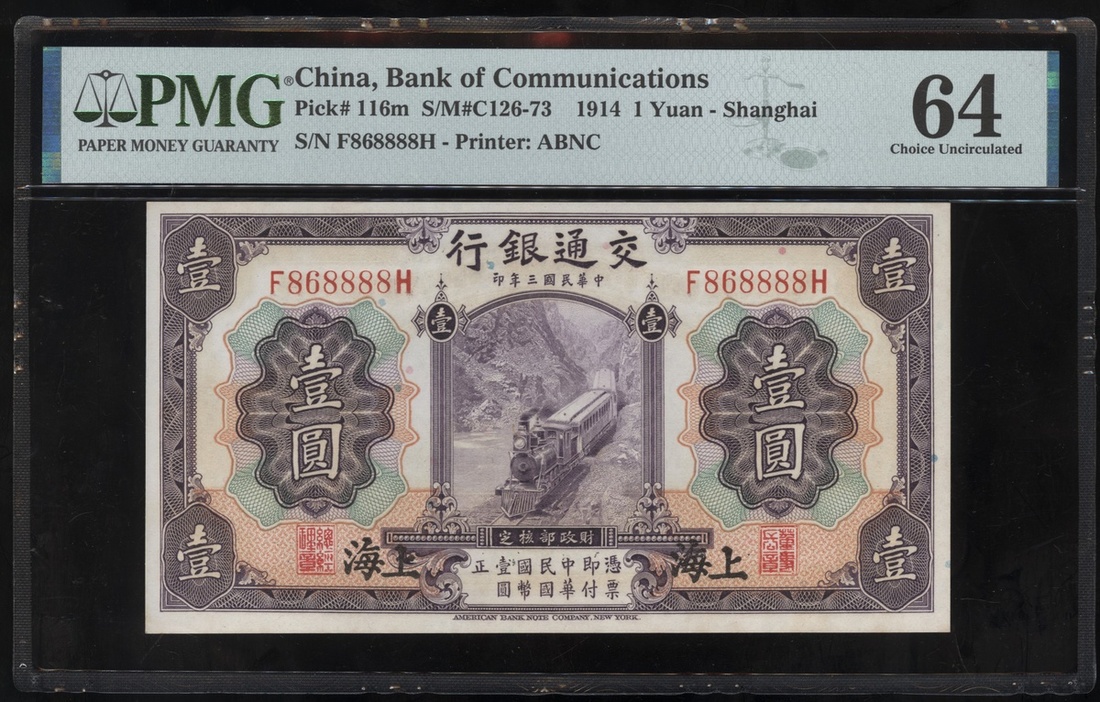 PMG®
PAPER MONEY GUARANTY
China, Bank of Communications
Pick# 116m S/M#C126-73 1914 1 Yuan - Shanghai
S/N F868888H - Printer: ABNC
64
Choice Uncirculated
壹
交通銀行
壹
中華民國三年印
F868888H
F868888H
壹
壹
壹圓
壹圓
財政部核定
壹
上海
憑票即付中華民國國幣壹圓正
上海
壹
AMERICAN BANK NOTE COMPANY, NEW YORK.